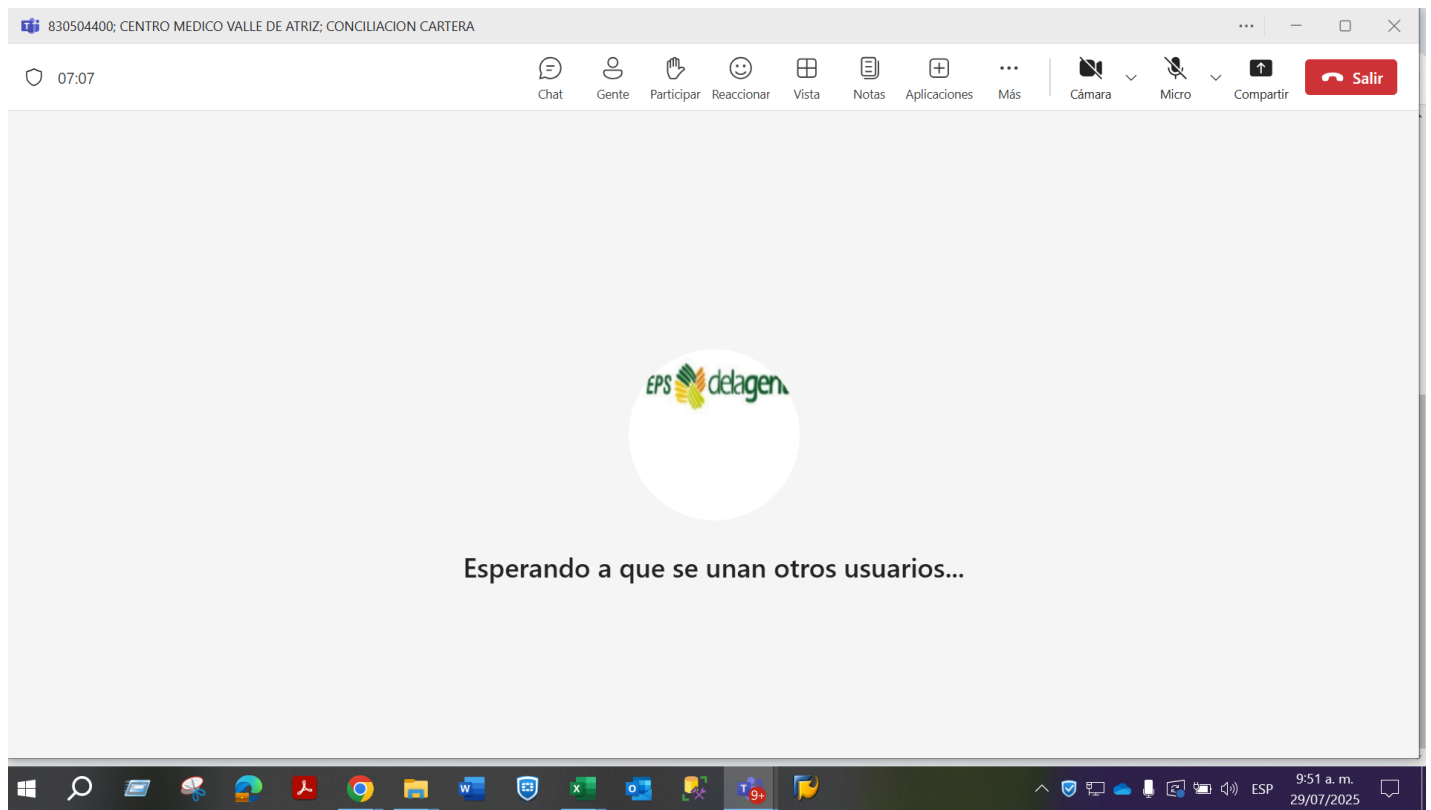 830504400; CENTRO MEDICO VALLE DE ATRIZ; CONCILIACION CARTERA
07:07
Chat
Gente
Participar
Reaccionar
Vista
Notas
Aplicaciones
Más
Cámara
Micro
Compartir
Salir
EPS delagen
Esperando a que se unan otros usuarios...
9+
ESP
9:51 a. m.
29/07/2025